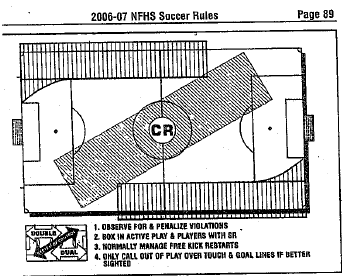 2006-07 NFHS Soccer Rules Page 89
CR
DOUBLE
DUAL
1. OBSERVE FOR & PENALIZE VIOLATIONS
2. BOX IN ACTIVE PLAY & PLAYERS WITH SR
3. NORMALLY MANAGE FREE KICK RESTARTS
4. ONLY CALL OUT OF PLAY OVER TOUCH & GOAL LINES IF BETTER
SIGHTED